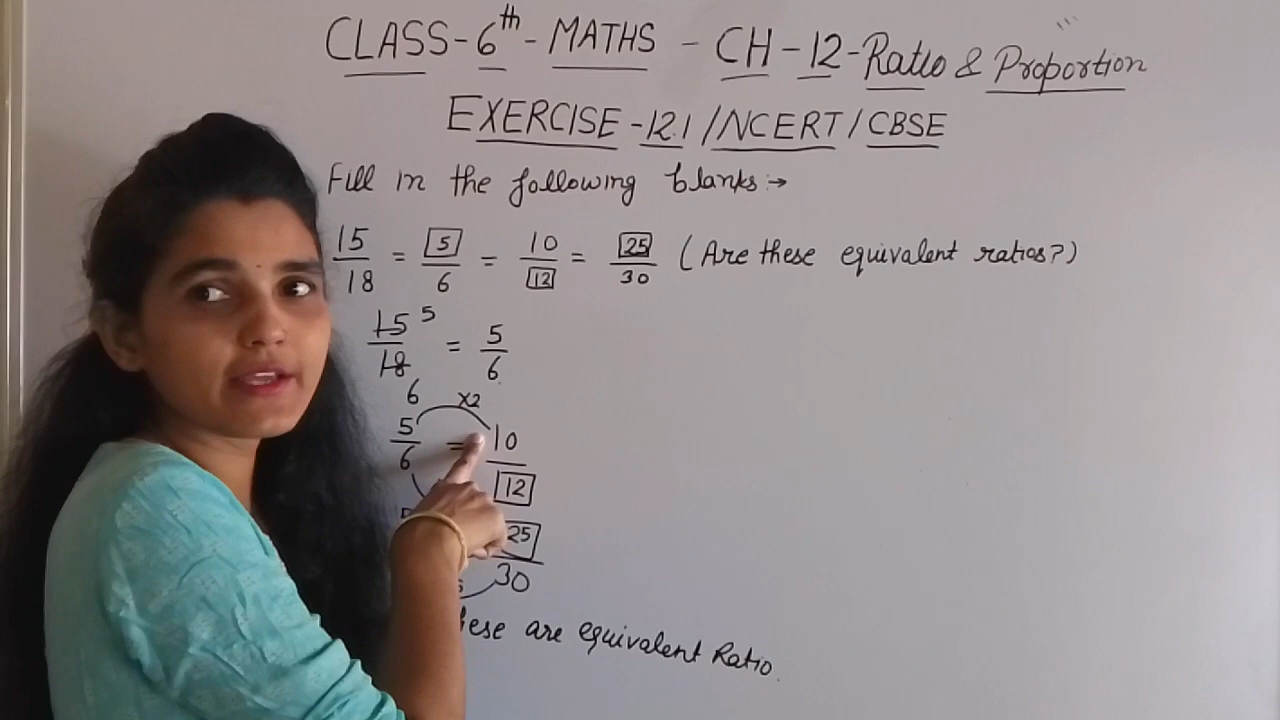 CLASS-6th-MATHS - CH-12-Ratio & Proportion
EXERCISE-12.1/NCERT/CBSE
Fill in the following blanks:→
15/18 = 5/6 = 10/12 = 25/30 (Are these equivalent ratios?)
15/18 5/6 = 5/6
×2
5/6 = 10/12
25/30
are equivalent Ratio.